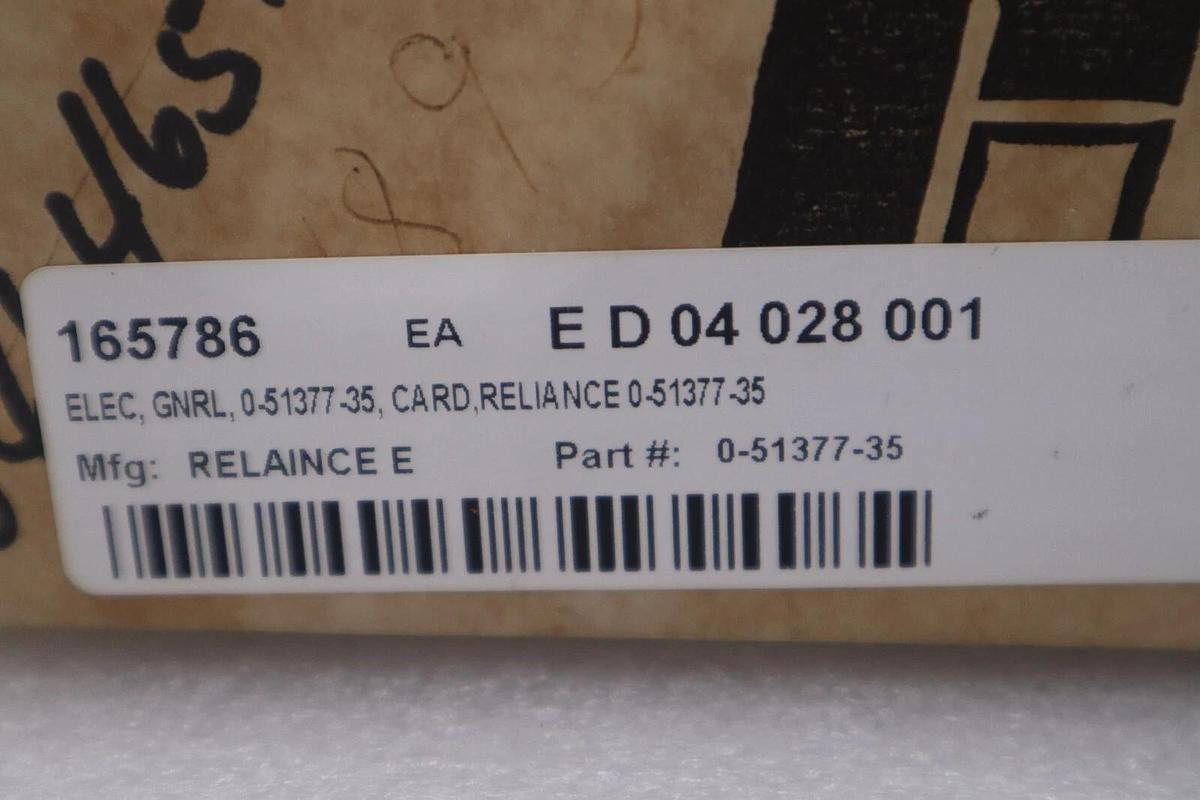 165786 EA E D 04 028 001
ELEC, GNRL, 0-51377-35, CARD,RELIANCE 0-51377-35
Mfg: RELAINCE E Part #: 0-51377-35